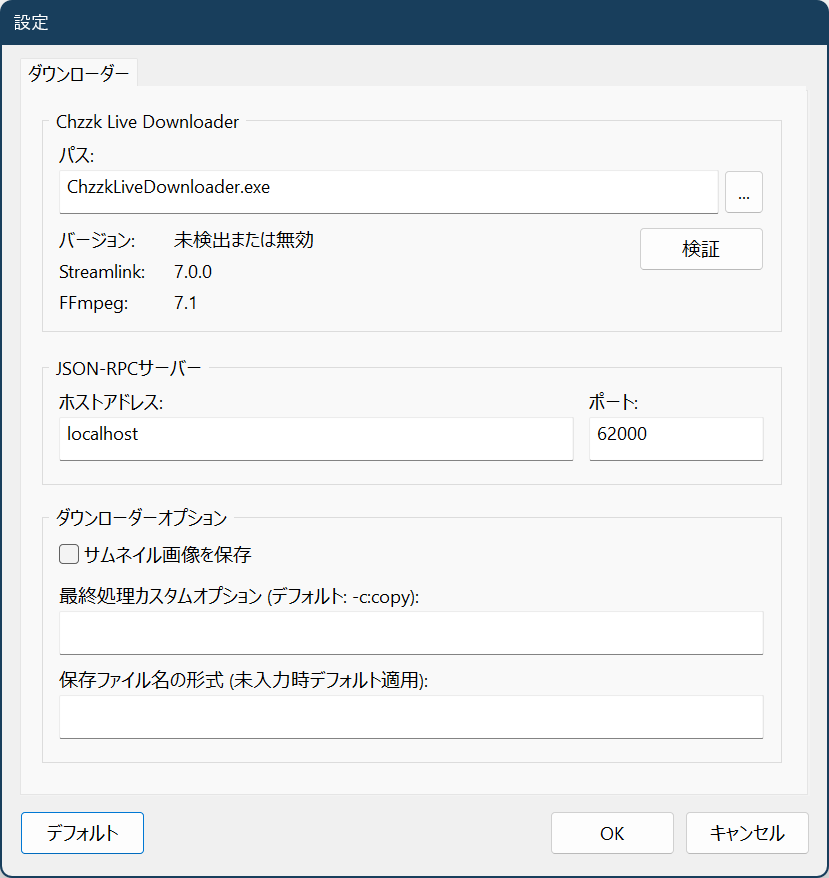 設定
ダウンローダー
Chzzk Live Downloader
パス:
ChzzkLiveDownloader.exe
...
バージョン: 未検出または無効
検証
Streamlink: 7.0.0
FFmpeg: 7.1
JSON-RPCサーバー
ホストアドレス: ポート:
localhost 62000
ダウンローダーオプション
サムネイル画像を保存
最終処理カスタムオプション (デフォルト: -c:copy):
保存ファイル名の形式 (未入力時デフォルト適用):
デフォルト OK キャンセル